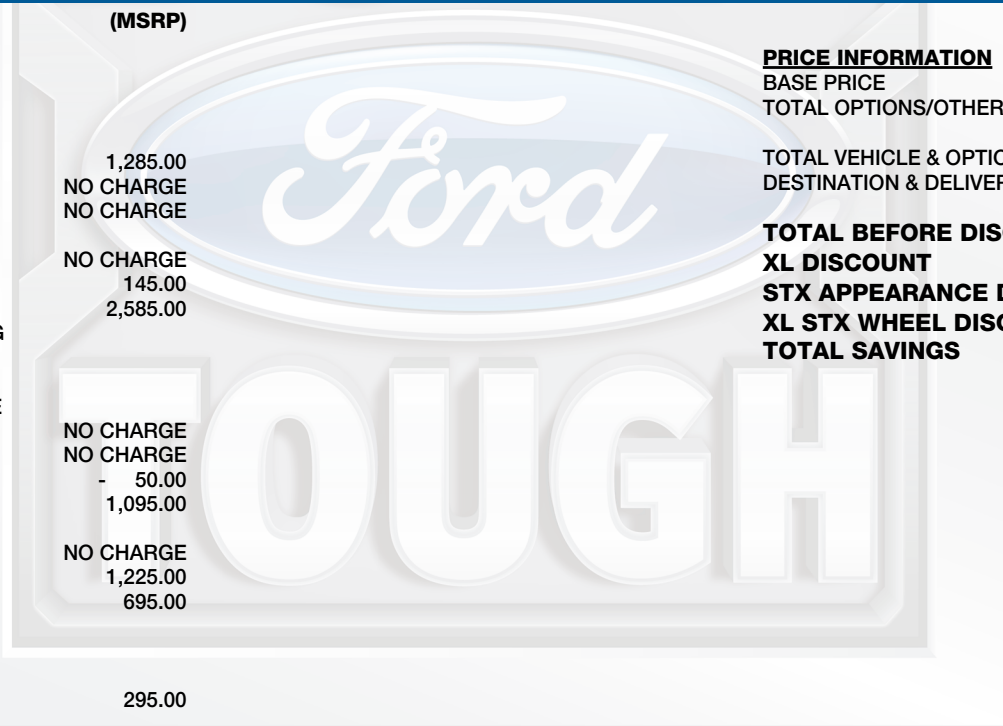 (MSRP)
1,285.00
NO CHARGE
NO CHARGE
NO CHARGE
145.00
2,585.00
NO CHARGE
NO CHARGE
- 50.00
1,095.00
NO CHARGE
1,225.00
695.00
295.00
PRICE INFORMATION
BASE PRICE
TOTAL OPTIONS/OTHER
TOTAL VEHICLE & OPTIO
DESTINATION & DELIVER
TOTAL BEFORE DISC
XL DISCOUNT
STX APPEARANCE D
XL STX WHEEL DISC
TOTAL SAVINGS
Ford
TOUGH